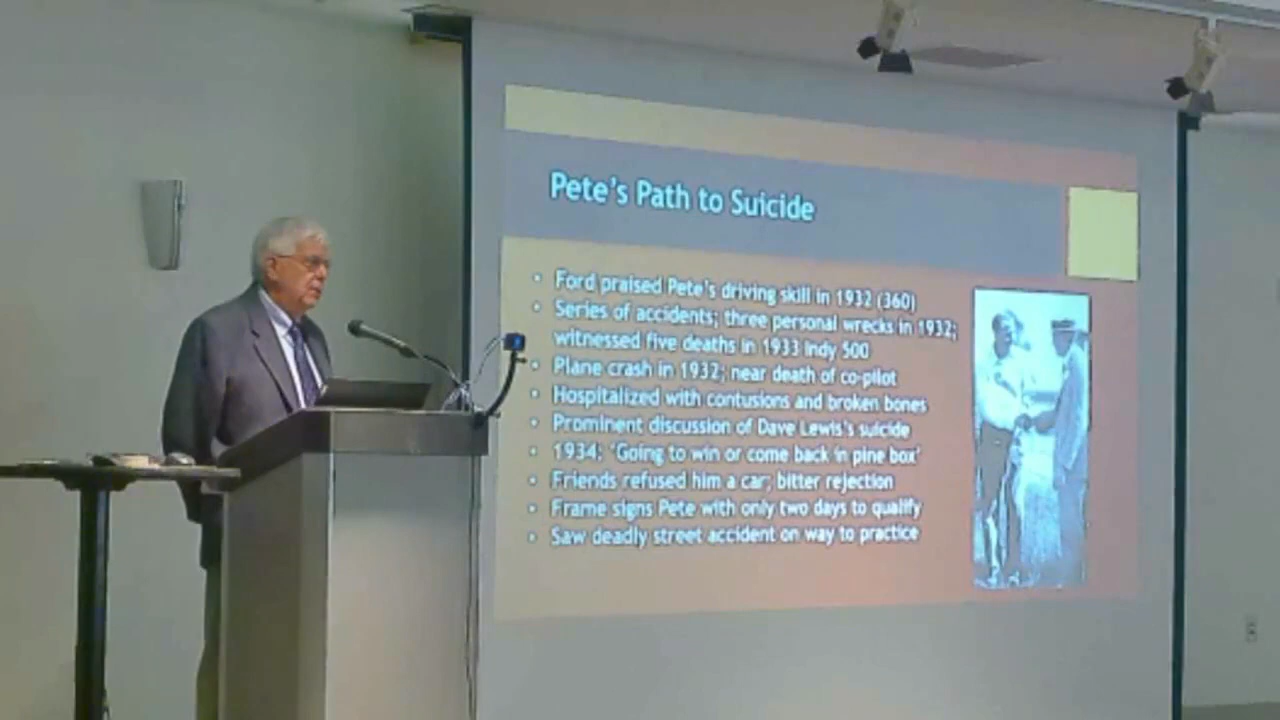 Pete's Path to Suicide
• Ford praised Pete's driving skill in 1932 (360)
• Series of accidents; three personal wrecks in 1932;
witnessed five deaths in 1933 Indy 500
• Plane crash in 1932; near death of co-pilot
• Hospitalized with contusions and broken bones
• Prominent discussion of Dave Lewis's suicide
• 1934: 'Going to win or come back in pine box'
• Friends refused him a car; bitter rejection
• Frame signs Pete with only two days to qualify
• Saw deadly street accident on way to practice